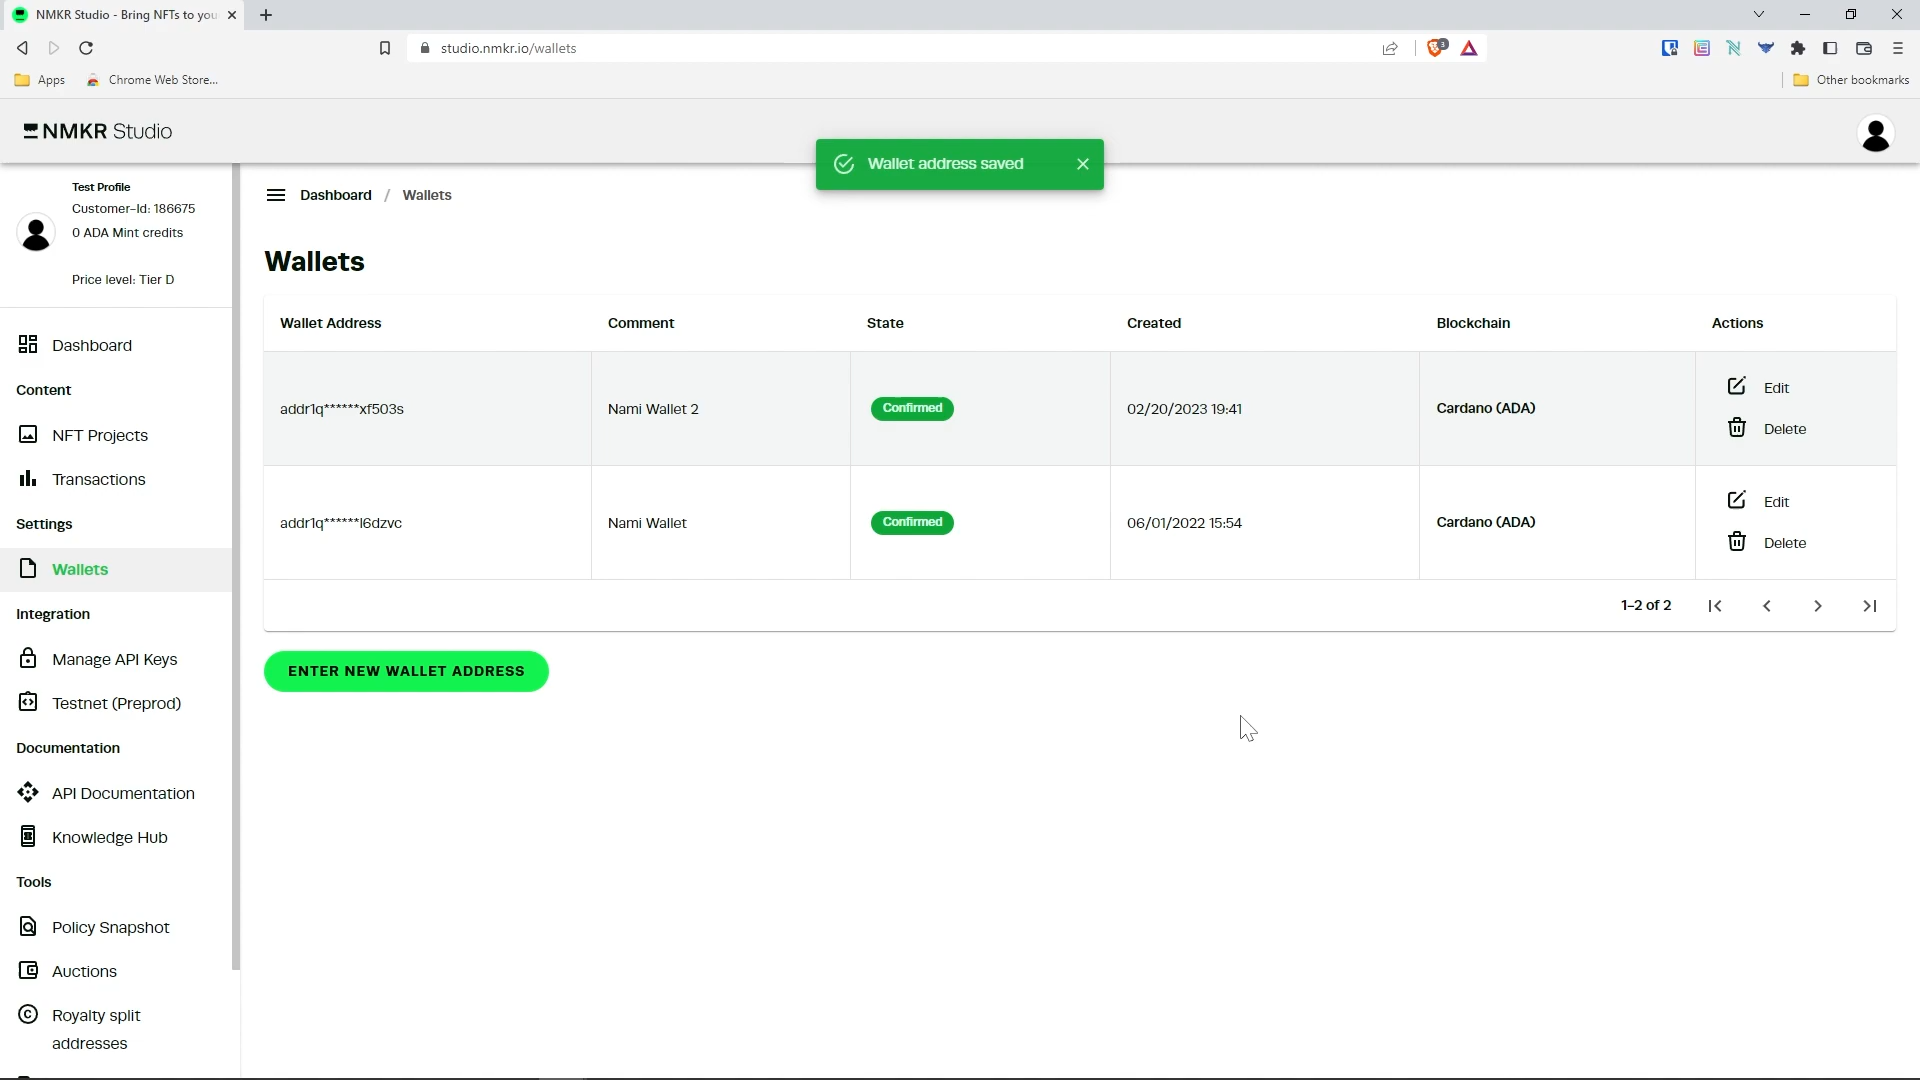 NMKR Studio - Bring NFTs to you
studio.nmkr.io/wallets
3
Apps
Chrome Web Store...
Other bookmarks
NMKR Studio
Wallet address saved
Test Profile
Customer-Id: 186675
0 ADA Mint credits
Price level: Tier D
Dashboard / Wallets
Wallets
Wallet Address Comment State Created Blockchain Actions
addr1q******xf503s Nami Wallet 2 Confirmed 02/20/2023 19:41 Cardano (ADA) Edit
Delete
addr1q******l6dzvc Nami Wallet Confirmed 06/01/2022 15:54 Cardano (ADA) Edit
Delete
1-2 of 2
ENTER NEW WALLET ADDRESS
Dashboard
Content
NFT Projects
Transactions
Settings
Wallets
Integration
Manage API Keys
Testnet (Preprod)
Documentation
API Documentation
Knowledge Hub
Tools
Policy Snapshot
Auctions
Royalty split
addresses